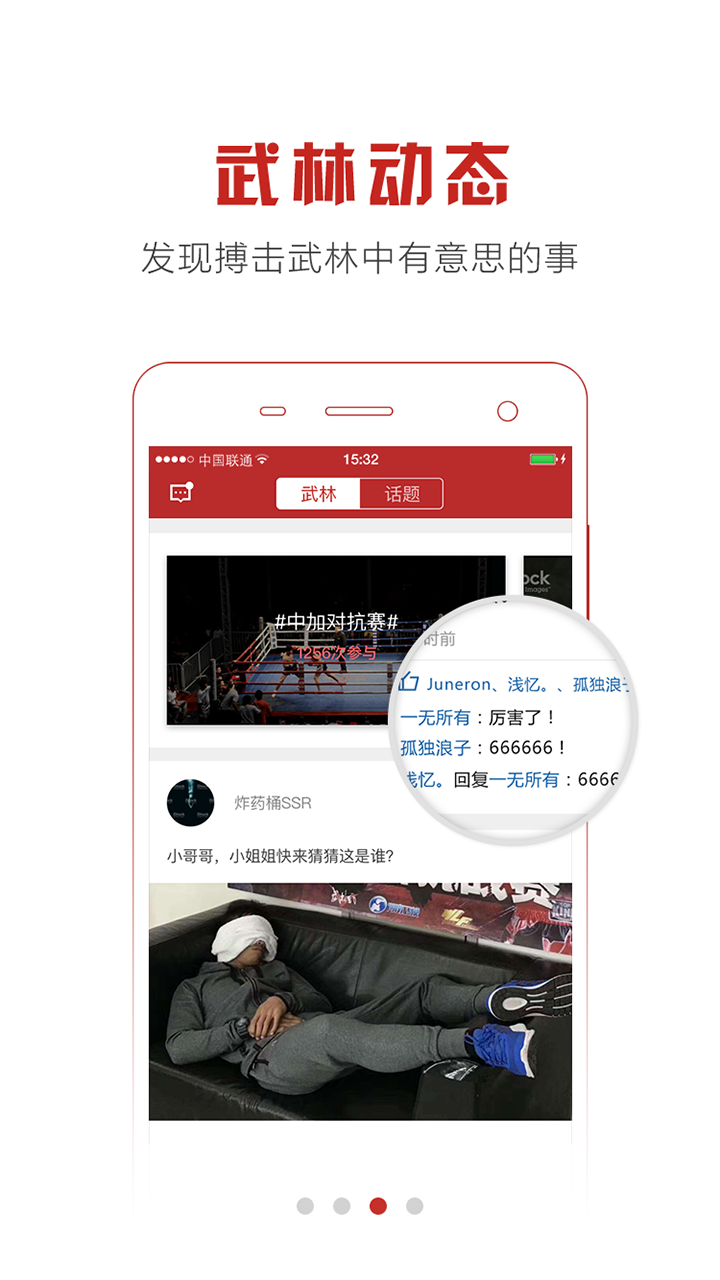 武林动态
发现搏击武林中有意思的事
中国联通
15:32
武林
话题
#中加对抗赛#
1256次参与
ock
时前
Juneron、浅忆。、孤独浪子
一无所有：厉害了！
孤独浪子：666666！
浅忆。回复一无所有：6666
炸药桶SSR
小哥哥，小姐姐快来猜猜这是谁?